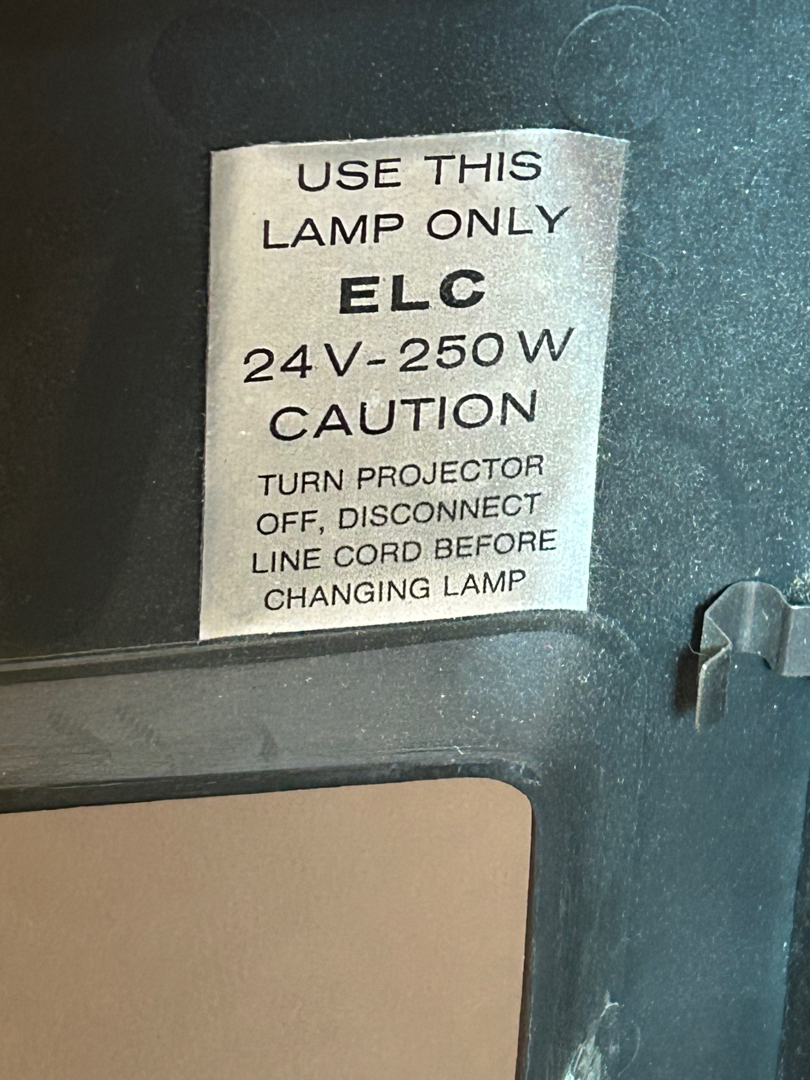 USE THIS
LAMP ONLY
ELC
24V-250W
CAUTION
TURN PROJECTOR
OFF, DISCONNECT
LINE CORD BEFORE
CHANGING LAMP